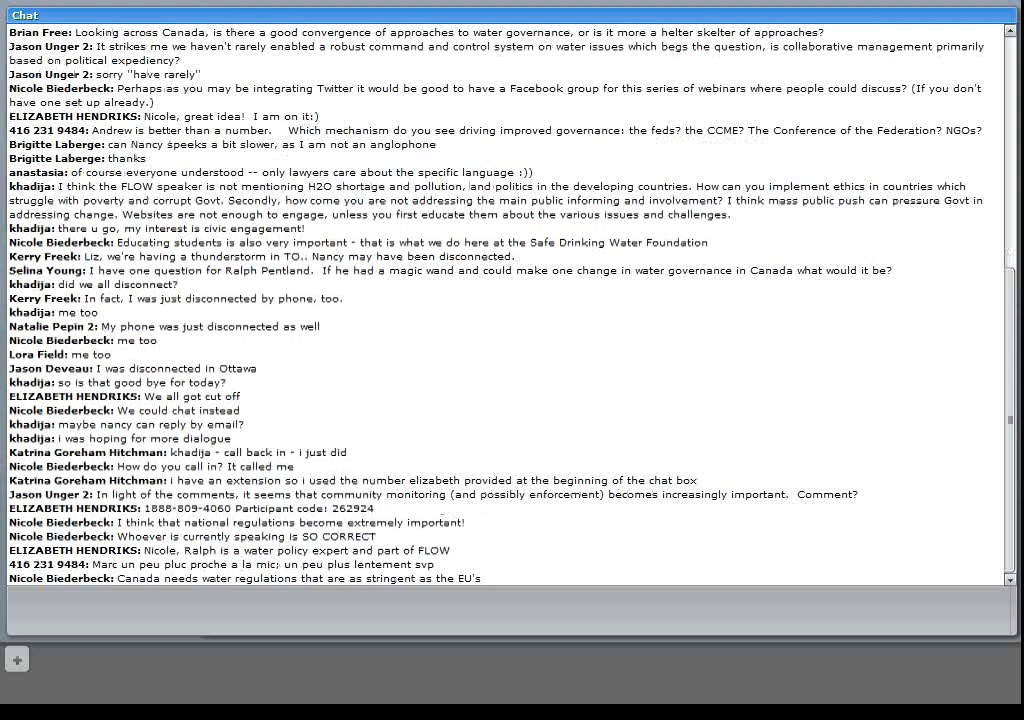 Chat
Brian Free: Looking across Canada, is there a good convergence of approaches to water governance, or is it more a helter skelter of approaches?
Jason Unger 2: It strikes me we haven't rarely enabled a robust command and control system on water issues which begs the question, is collaborative management primarily
based on political expediency?
Jason Unger 2: sorry "have rarely"
Nicole Biederbeck: Perhaps as you may be integrating Twitter it would be good to have a Facebook group for this series of webinars where people could discuss? (If you don't
have one set up already.)
ELIZABETH HENDRIKS: Nicole, great idea!  I am on it:)
416 231 9484: Andrew is better than a number.    Which mechanism do you see driving improved governance: the feds? the CCME? The Conference of the Federation? NGOs?
Brigitte Laberge: can Nancy speeks a bit slower, as I am not an anglophone
Brigitte Laberge: thanks
anastasia: of course everyone understood -- only lawyers care about the specific language :))
khadija: I think the FLOW speaker is not mentioning H2O shortage and pollution, and politics in the developing countries. How can you implement ethics in countries which
struggle with poverty and corrupt Govt. Secondly, how come you are not addressing the main public informing and involvement? I think mass public push can pressure Govt in
addressing change. Websites are not enough to engage, unless you first educate them about the various issues and challenges.
khadija: there u go, my interest is civic engagement!
Nicole Biederbeck: Educating students is also very important - that is what we do here at the Safe Drinking Water Foundation
Kerry Freek: Liz, we're having a thunderstorm in TO.. Nancy may have been disconnected.
Selina Young: I have one question for Ralph Pentland.  If he had a magic wand and could make one change in water governance in Canada what would it be?
khadija: did we all disconnect?
Kerry Freek: In fact, I was just disconnected by phone, too.
khadija: me too
Natalie Pepin 2: My phone was just disconnected as well
Nicole Biederbeck: me too
Lora Field: me too
Jason Deveau: I was disconnected in Ottawa
khadija: so is that good bye for today?
ELIZABETH HENDRIKS: We all got cut off
Nicole Biederbeck: We could chat instead
khadija: maybe nancy can reply by email?
khadija: i was hoping for more dialogue
Katrina Goreham Hitchman: khadija - call back in - i just did
Nicole Biederbeck: How do you call in? It called me
Katrina Goreham Hitchman: i have an extension so i used the number elizabeth provided at the beginning of the chat box
Jason Unger 2: In light of the comments, it seems that community monitoring (and possibly enforcement) becomes increasingly important.  Comment?
ELIZABETH HENDRIKS: 1888-809-4060 Participant code: 262924
Nicole Biederbeck: I think that national regulations become extremely important!
Nicole Biederbeck: Whoever is currently speaking is SO CORRECT
ELIZABETH HENDRIKS: Nicole, Ralph is a water policy expert and part of FLOW
416 231 9484: Marc un peu pluc proche a la mic; un peu plus lentement svp
Nicole Biederbeck: Canada needs water regulations that are as stringent as the EU's